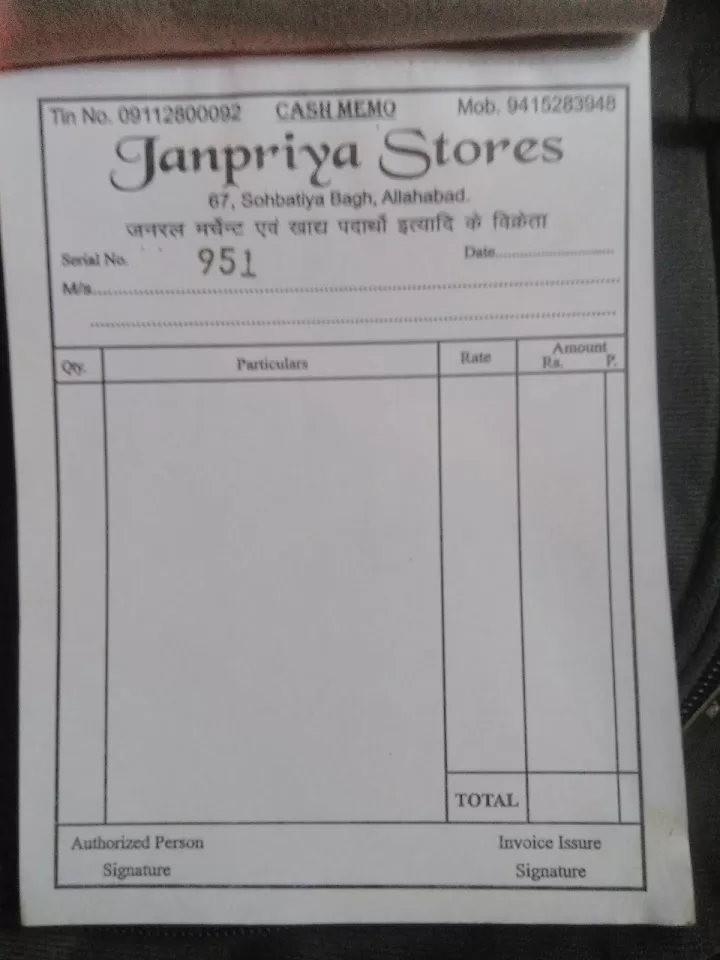 Tin No. 09112800092 CASH MEMO Mob. 9415283948
Janpriya Stores
67, Sohbatiya Bagh, Allahabad.
जनरल मर्चेन्ट एवं खाद्य पदार्थो इत्यादि के विक्रेता
Serial No. 951 Date..............................
M/s................................................................................
................................................................................
Qty. Particulars Rate Amount
Rs. P.
TOTAL
Authorized Person Invoice Issure
Signature Signature